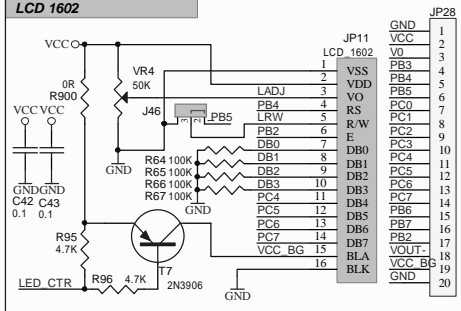 LCD 1602
VCC
0R
R900
VR4
50K
VCC VCC
GND GND
C42 C43
0.1 0.1
GND
J46
3 2 1
PB5
LADJ
PB4
LRW
PB2
DB0
DB1
DB2
DB3
PC4
PC5
PC6
PC7
VCC_BG
R64 100K
R65 100K
R66 100K
R67 100K
GND
R95
4.7K
LED_CTR
R96 4.7K
T7
2N3906
GND
JP11
LCD_1602
1 VSS
2 VDD
3 VO
4 RS
5 R/W
6 E
7 DB0
8 DB1
9 DB2
10 DB3
11 DB4
12 DB5
13 DB6
14 DB7
15 BLA
16 BLK
JP28
GND 1
VCC 2
V0 3
PB3 4
PB4 5
PB5 6
PC0 7
PC1 8
PC2 9
PC3 10
PC4 11
PC5 12
PC6 13
PC7 14
PB6 15
PB7 16
PB2 17
VOUT- 18
VCC_BG 19
GND 20